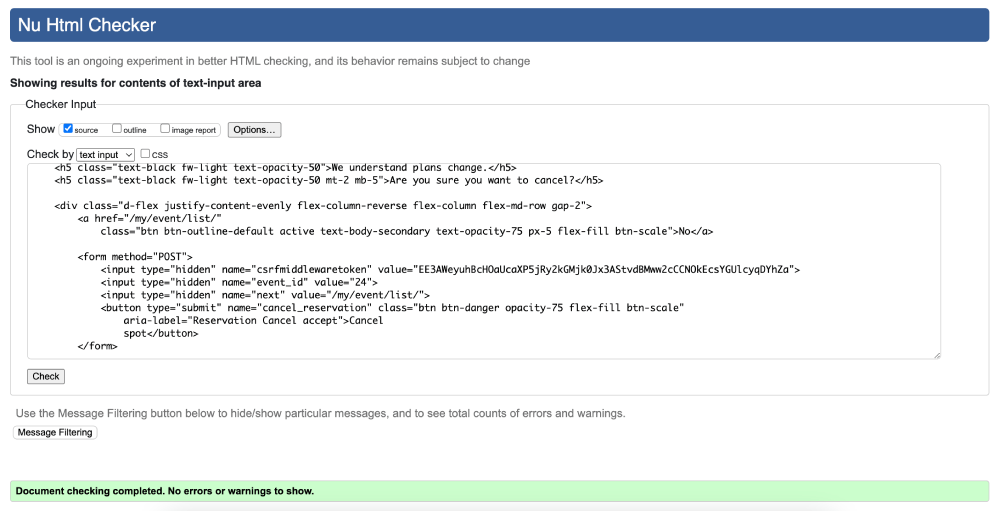 Nu Html Checker
This tool is an ongoing experiment in better HTML checking, and its behavior remains subject to change
Showing results for contents of text-input area
Checker Input
Show source outline image report Options...
Check by text input css
<h5 class="text-black fw-light text-opacity-50">We understand plans change.</h5>
<h5 class="text-black fw-light text-opacity-50 mt-2 mb-5">Are you sure you want to cancel?</h5>
<div class="d-flex justify-content-evenly flex-column-reverse flex-column flex-md-row gap-2">
<a href="/my/event/list/"
class="btn btn-outline-default active text-body-secondary text-opacity-75 px-5 flex-fill btn-scale">No</a>
<form method="POST">
<input type="hidden" name="csrfmiddlewaretoken" value="EE3AWeyuhBcHOaUcaXP5jRy2kGMjk0Jx3AStvdBMww2cCCNOkEcsYGUlcyqDYhZa">
<input type="hidden" name="event_id" value="24">
<input type="hidden" name="next" value="/my/event/list/">
<button type="submit" name="cancel_reservation" class="btn btn-danger opacity-75 flex-fill btn-scale"
aria-label="Reservation Cancel accept">Cancel
spot</button>
</form>
Check
Use the Message Filtering button below to hide/show particular messages, and to see total counts of errors and warnings.
Message Filtering
Document checking completed. No errors or warnings to show.